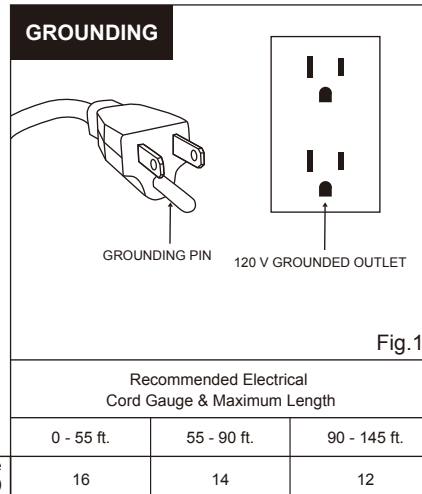 GROUNDING
GROUNDING PIN
120 V GROUNDED OUTLET
Fig.1
Recommended Electrical
Cord Gauge & Maximum Length
0 - 55 ft. 55 - 90 ft. 90 - 145 ft.
16 14 12